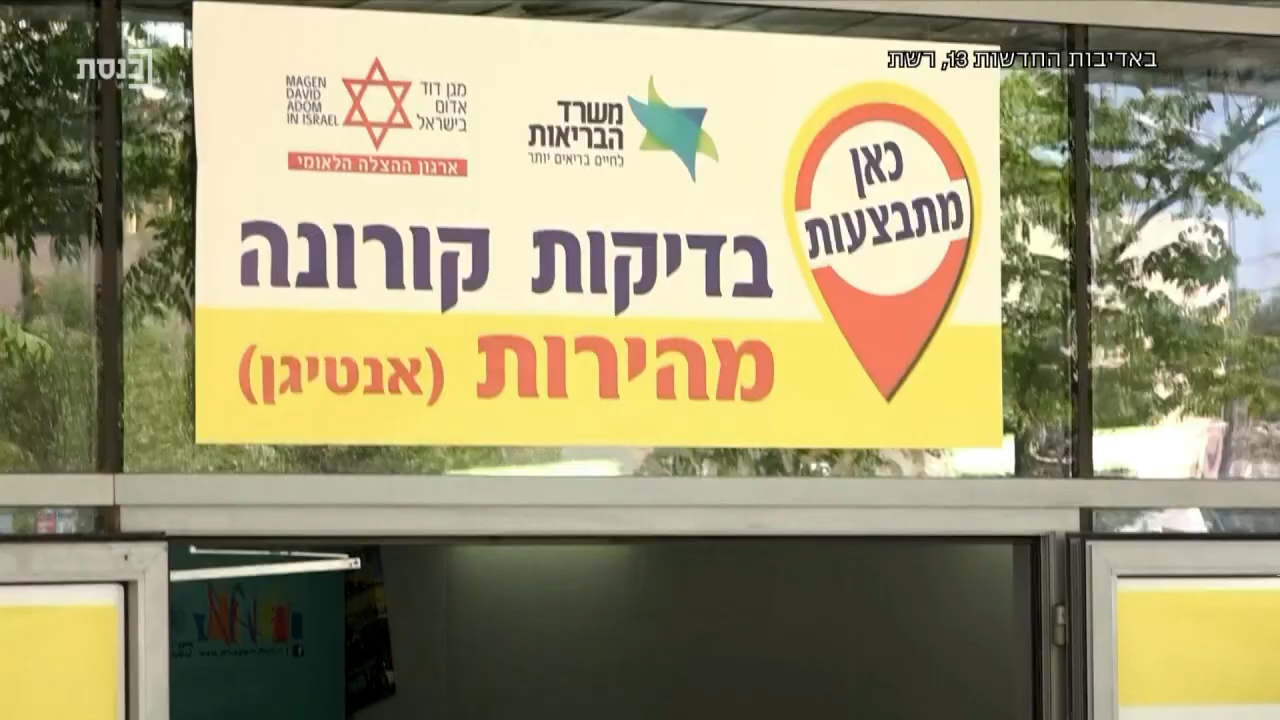 כנסת
באדיבות החדשות 13, רשת
MAGEN
DAVID
ADOM
IN ISRAEL
מגן דוד
אדום
בישראל
ארגון ההצלה הלאומי
משרד
הבריאות
לחיים בריאים יותר
כאן
מתבצעות
בדיקות קורונה
מהירות (אנטיגן)